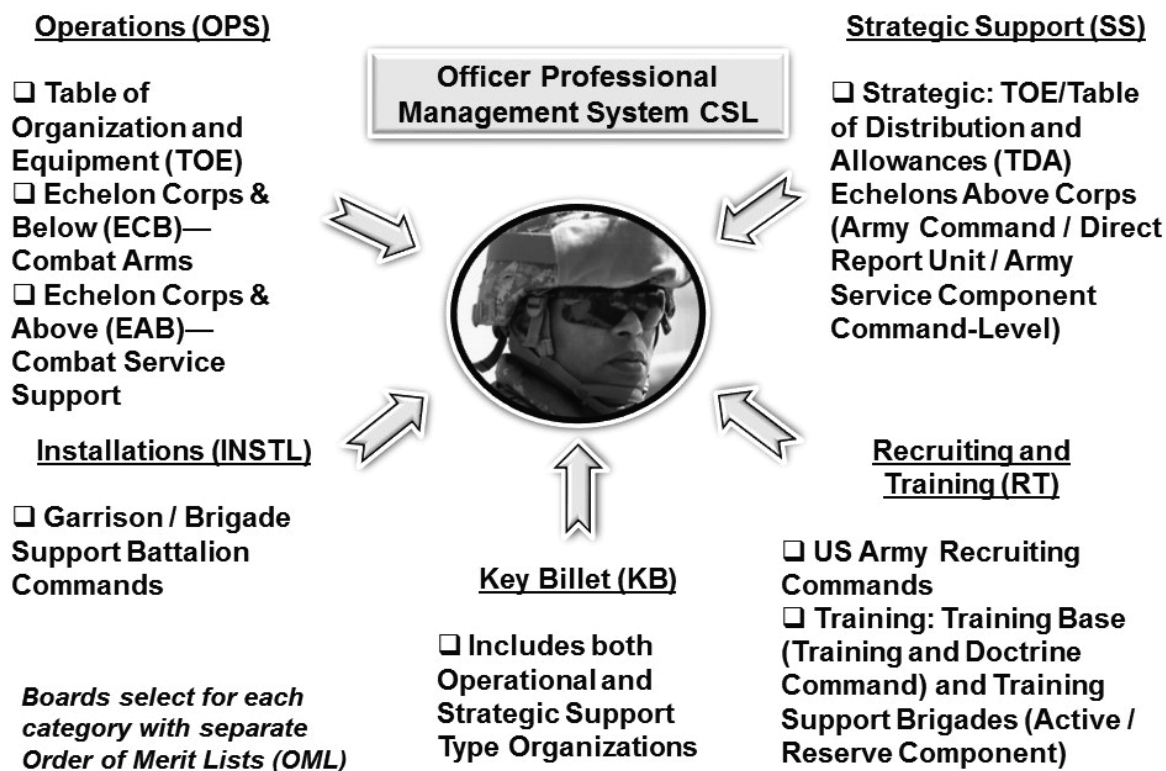 Operations (OPS)
❑ Table of
Organization and
Equipment (TOE)
❑ Echelon Corps &
Below (ECB)—
Combat Arms
❑ Echelon Corps &
Above (EAB)—
Combat Service
Support
Officer Professional
Management System CSL
Strategic Support (SS)
❑ Strategic: TOE/Table
of Distribution and
Allowances (TDA)
Echelons Above Corps
(Army Command / Direct
Report Unit / Army
Service Component
Command-Level)
Installations (INSTL)
❑ Garrison / Brigade
Support Battalion
Commands
Key Billet (KB)
❑ Includes both
Operational and
Strategic Support
Type Organizations
Recruiting and
Training (RT)
❑ US Army Recruiting
Commands
❑ Training: Training Base
(Training and Doctrine
Command) and Training
Support Brigades (Active /
Reserve Component)
Boards select for each
category with separate
Order of Merit Lists (OML)